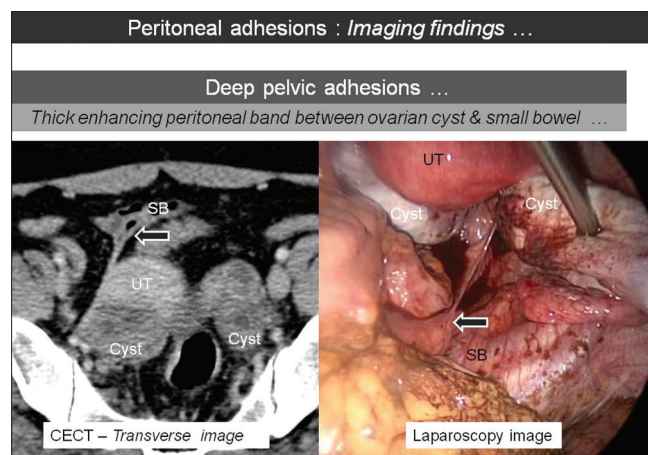 Peritoneal adhesions : Imaging findings …
Deep pelvic adhesions …
Thick enhancing peritoneal band between ovarian cyst & small bowel …
SB
UT
Cyst
Cyst
CECT – Transverse image
UT
Cyst
Cyst
SB
Laparoscopy image